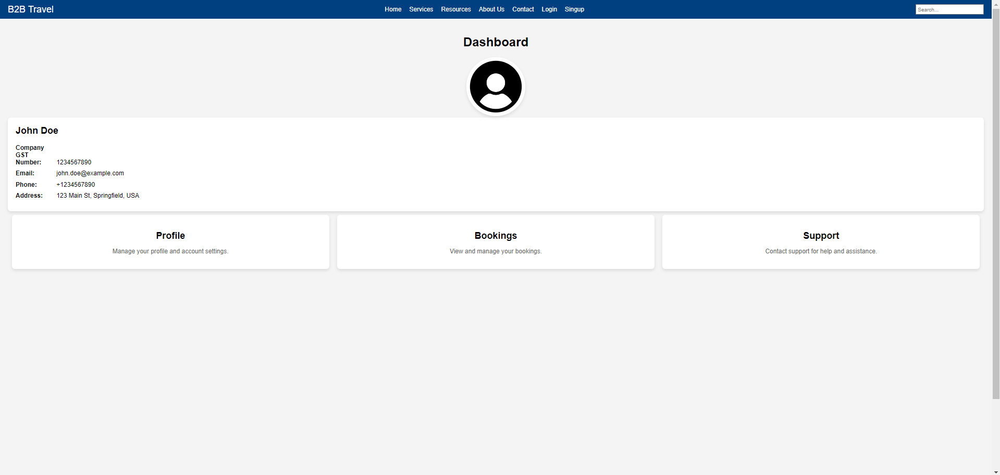 B2B Travel Home Services Resources About Us Contact Login Singup Search...
Dashboard
John Doe
Company
GST
Number: 1234567890
Email: john.doe@example.com
Phone: +1234567890
Address: 123 Main St, Springfield, USA
Profile Bookings Support
Manage your profile and account settings. View and manage your bookings. Contact support for help and assistance.